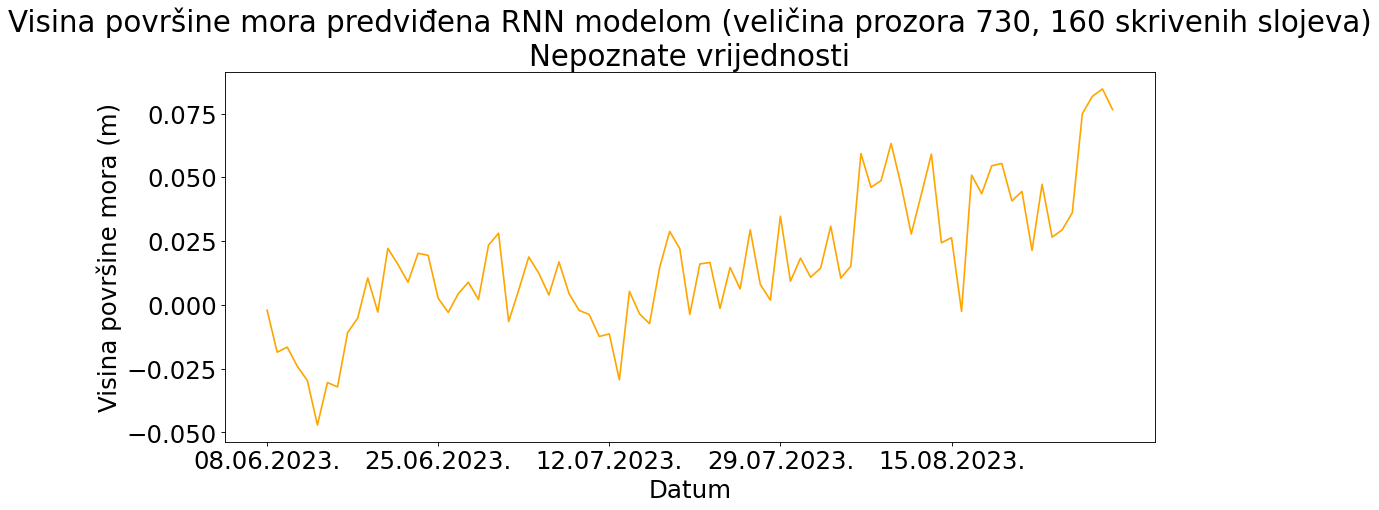 Visina površine mora predviđena RNN modelom (veličina prozora 730, 160 skrivenih slojeva)
Nepoznate vrijednosti
Visina površine mora (m)
0.075
0.050
0.025
0.000
−0.025
−0.050
08.06.2023. 25.06.2023. 12.07.2023. 29.07.2023. 15.08.2023.
Datum